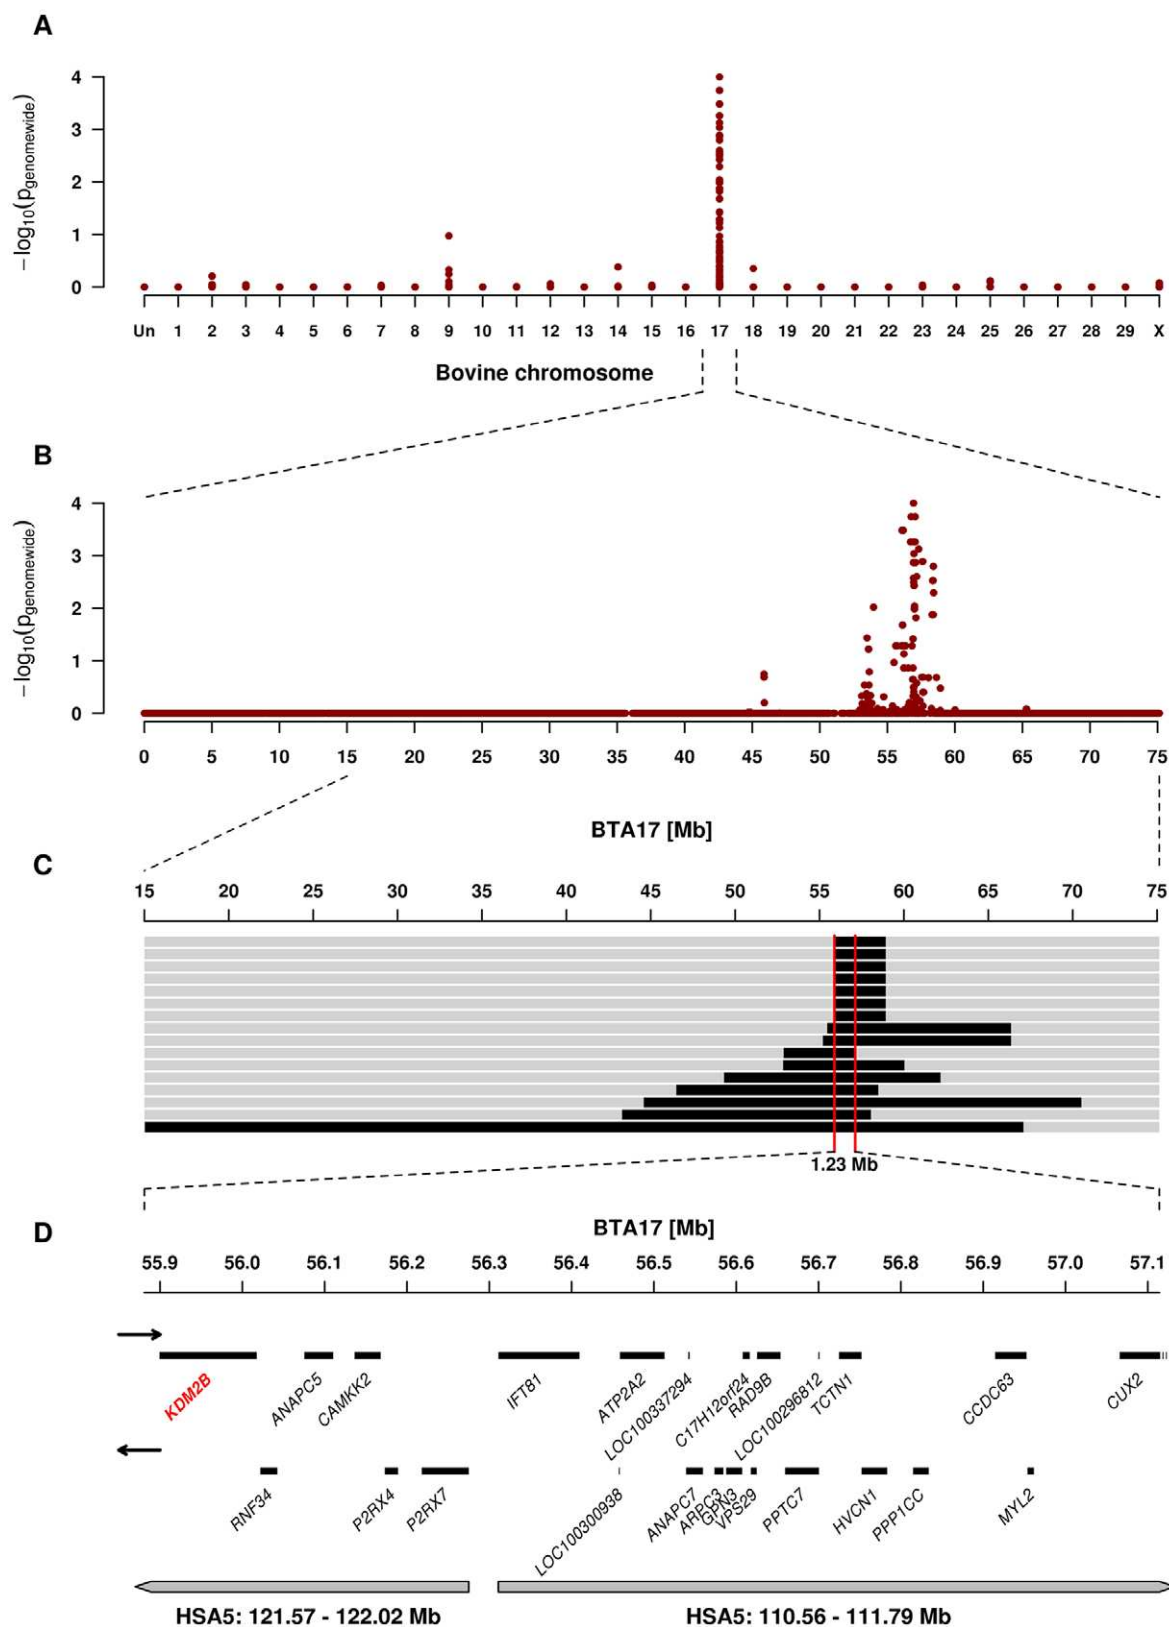 A
−log10(pgenomewide)
4
3
2
1
0
Un 1 2 3 4 5 6 7 8 9 10 11 12 13 14 15 16 17 18 19 20 21 22 23 24 25 26 27 28 29 X
Bovine chromosome
B
−log10(pgenomewide)
4
3
2
1
0
0 5 10 15 20 25 30 35 40 45 50 55 60 65 70 75
BTA17 [Mb]
C
15 20 25 30 35 40 45 50 55 60 65 70 75
1.23 Mb
D
BTA17 [Mb]
55.9 56.0 56.1 56.2 56.3 56.4 56.5 56.6 56.7 56.8 56.9 57.0 57.1
KDM2B ANAPC5 CAMKK2 IFT81 ATP2A2 LOC100337294 C17H12orf24 RAD9B LOC100296812 TCTN1 CCDC63 CUX2
RNF34 P2RX4 P2RX7 LOC100300938 ANAPC7 ARPC3 GPN3 VPS29 PPTC7 HVCN1 PPP1CC MYL2
HSA5: 121.57 - 122.02 Mb HSA5: 110.56 - 111.79 Mb